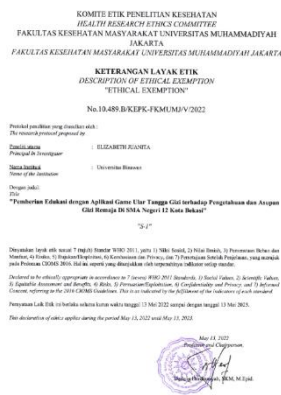 KOMITE ETIK PENELITIAN KESEHATAN
HEALTH RESEARCH ETHICS COMMITTEE
FAKULTAS KESEHATAN MASYARAKAT UNIVERSITAS MUHAMMADIYAH
JAKARTA
FAKULTAS KESEHATAN MASYARAKAT UNIVERSITAS MUHAMMADIYAH JAKARTA
KETERANGAN LAYAK ETIK
DESCRIPTION OF ETHICAL EXEMPTION
"ETHICAL EXEMPTION"
No.10.489.B/KEPK-FKMUMJ/V/2022
Protokol penelitian yang diusulkan oleh :
The research protocol proposed by
Peneliti utama : ELIZABETH JUANITA
Principal In Investigator
Nama Institusi : Universitas Binawan
Name of the Institution
Dengan judul:
Title
"Pemberian Edukasi dengan Aplikasi Game Ular Tangga Gizi terhadap Pengetahuan dan Asupan
Gizi Remaja Di SMA Negeri 12 Kota Bekasi"
"S-1"
Dinyatakan layak etik sesuai 7 (tujuh) Standar WHO 2011, yaitu 1) Nilai Sosial, 2) Nilai Ilmiah, 3) Pemerataan Beban dan
Manfaat, 4) Risiko, 5) Bujukan/Eksploitasi, 6) Kerahasiaan dan Privacy, dan 7) Persetujuan Setelah Penjelasan, yang merujuk
pada Pedoman CIOMS 2016. Hal ini seperti yang ditunjukkan oleh terpenuhinya indikator setiap standar.
Declared to be ethically appropriate in accordance to 7 (seven) WHO 2011 Standards, 1) Social Values, 2) Scientific Values,
3) Equitable Assessment and Benefits, 4) Risks, 5) Persuasion/Exploitation, 6) Confidentiality and Privacy, and 7) Informed
Consent, referring to the 2016 CIOMS Guidelines. This is as indicated by the fulfillment of the indicators of each standard.
Pernyataan Laik Etik ini berlaku selama kurun waktu tanggal 13 Mei 2022 sampai dengan tanggal 13 Mei 2023.
This declaration of ethics applies during the period May 13, 2022 until May 13, 2023.
May 13, 2022
and Chairperson,
SKM, M.Epid.